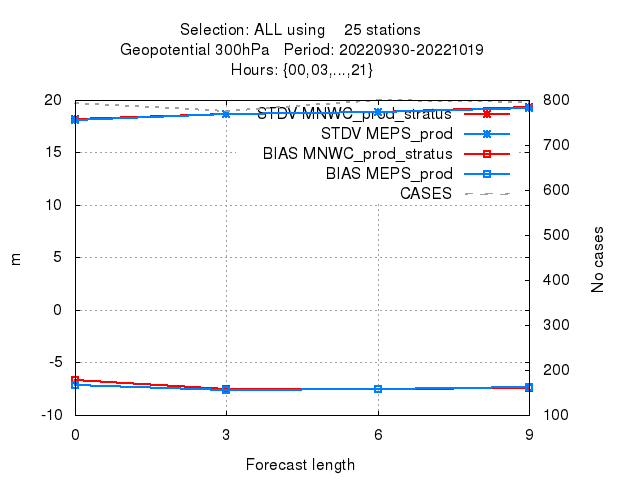 Selection: ALL using 25 stations
Geopotential 300hPa Period: 20220930-20221019
Hours: {00,03,...,21}
20 800
STDV MNWC_prod_stratus
STDV MEPS_prod
15 700
BIAS MNWC_prod_stratus
BIAS MEPS_prod
CASES
600
10
500
5
m
No cases
400
0
300
-5
200
-10 100
0 3 6 9
Forecast length